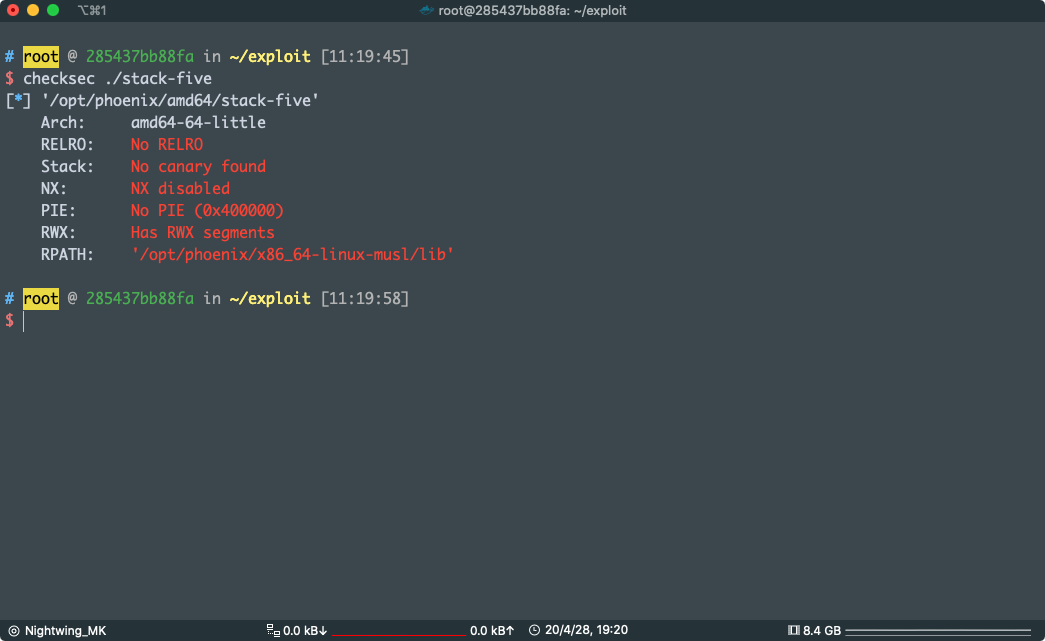 ⌥⌘1 root@285437bb88fa: ~/exploit
# root @ 285437bb88fa in ~/exploit [11:19:45]
$ checksec ./stack-five
[*] '/opt/phoenix/amd64/stack-five'
Arch: amd64-64-little
RELRO: No RELRO
Stack: No canary found
NX: NX disabled
PIE: No PIE (0x400000)
RWX: Has RWX segments
RPATH: '/opt/phoenix/x86_64-linux-musl/lib'
# root @ 285437bb88fa in ~/exploit [11:19:58]
$
Nightwing_MK 0.0 kB↓ 0.0 kB↑ 20/4/28, 19:20 8.4 GB